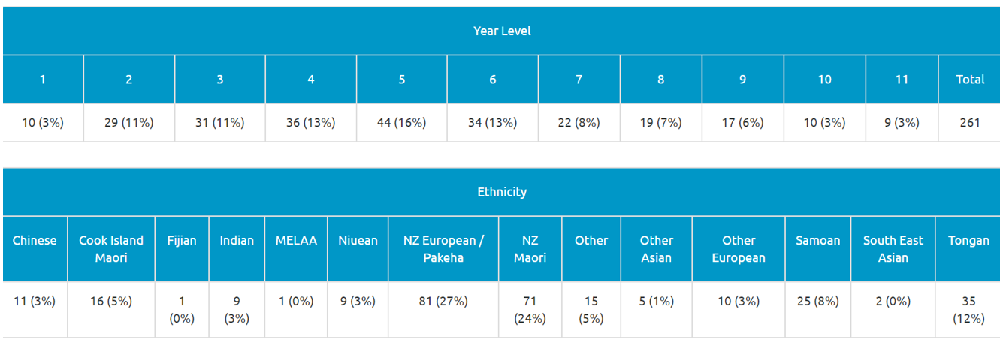 Year Level
1 2 3 4 5 6 7 8 9 10 11 Total
10 (3%) 29 (11%) 31 (11%) 36 (13%) 44 (16%) 34 (13%) 22 (8%) 19 (7%) 17 (6%) 10 (3%) 9 (3%) 261
Ethnicity
Chinese Cook Island Fijian Indian MELAA Niuean NZ European / NZ Other Other Other Samoan South East Tongan
Maori Pakeha Maori Asian European Asian
11 (3%) 16 (5%) 1 9 1 (0%) 9 (3%) 81 (27%) 71 15 5 (1%) 10 (3%) 25 (8%) 2 (0%) 35
(0%) (3%) (24%) (5%) (12%)